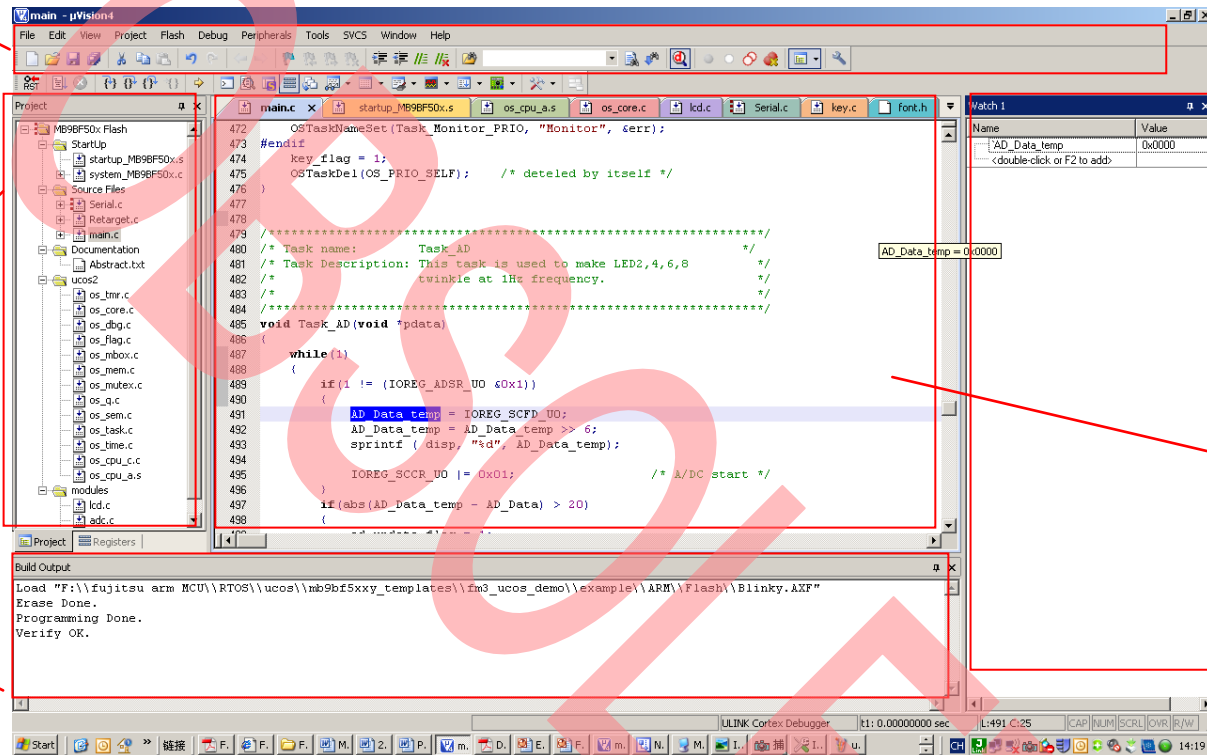 main - µVision4
File Edit View Project Flash Debug Peripherals Tools SVCS Window Help
RST
Project
MB9BF50x Flash
StartUp
startup_MB9BF50x.s
system_MB9BF50x.c
Source Files
Serial.c
Retarget.c
main.c
Documentation
Abstract.txt
ucos2
os_tmr.c
os_core.c
os_dbg.c
os_flag.c
os_mbox.c
os_mem.c
os_mutex.c
os_q.c
os_sem.c
os_task.c
os_time.c
os_cpu_c.c
os_cpu_a.s
modules
lcd.c
adc.c
Project Registers
main.c startup_MB9BF50x.s os_cpu_a.s os_core.c lcd.c Serial.c key.c font.h
472 OSTaskNameSet(Task_Monitor_PRIO, "Monitor", &err);
473 #endif
474 key_flag = 1;
475 OSTaskDel(OS_PRIO_SELF); /* deteled by itself */
476 }
477
478
479 /******************************************************************/
480 /* Task name: Task_AD */
481 /* Task Description: This task is used to make LED2,4,6,8 */
482 /* twinkle at 1Hz frequency. */
483 /* */
484 /******************************************************************/
485 void Task_AD(void *pdata)
486 {
487 while(1)
488 {
489 if(1 != (IOREG_ADSR_U0 &0x1))
490 {
491 AD_Data_temp = IOREG_SCFD_U0;
492 AD_Data_temp = AD_Data_temp >> 6;
493 sprintf ( disp, "%d", AD_Data_temp);
494
495 IOREG_SCCR_U0 |= 0x01; /* A/DC start */
496 }
497 if(abs(AD_Data_temp - AD_Data) > 20)
498 {
AD_Data_temp = 0x0000
Watch 1
Name Value
AD_Data_temp 0x0000
<double-click or F2 to add>
Build Output
Load "F:\\fujitsu arm MCU\\RTOS\\ucos\\mb9bf5xxy_templates\\fm3_ucos_demo\\example\\ARM\\Flash\\Blinky.AXF"
Erase Done.
Programming Done.
Verify OK.
ULINK Cortex Debugger t1: 0.00000000 sec L:491 C:25 CAP NUM SCRL OVR R/W
Start » 链接 F. F. F. M. 2. P. m. D. E. F. m. N. M. I.. 捕 I.. u. CH 14:19
OBSOLE